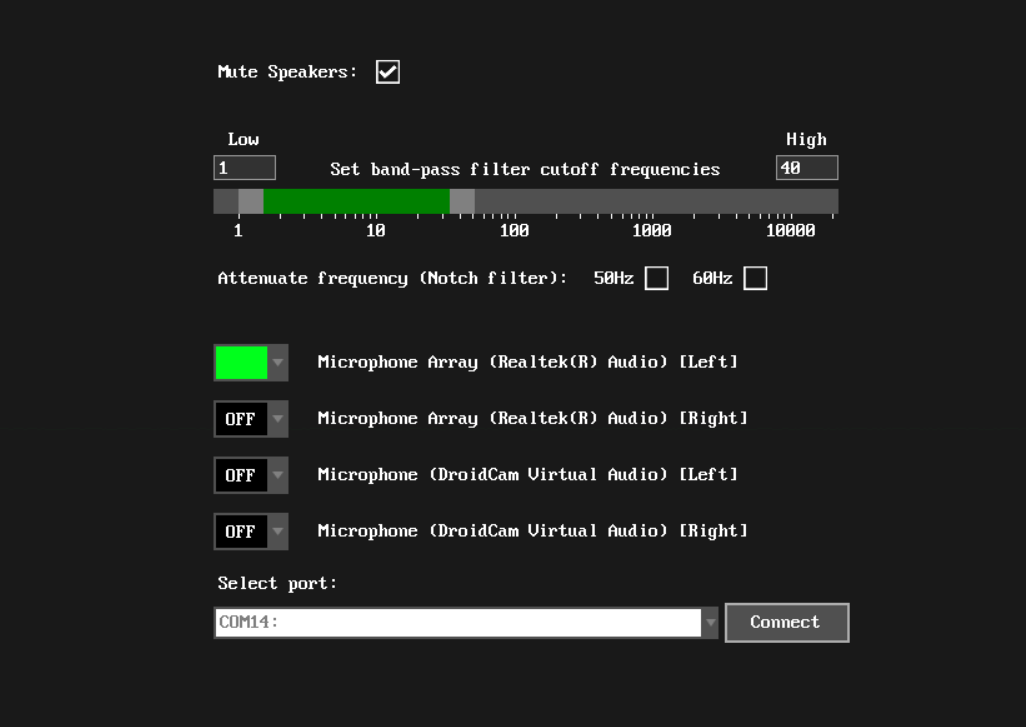 Mute Speakers:
Low High
1 Set band-pass filter cutoff frequencies 40
1 10 100 1000 10000
Attenuate frequency (Notch filter): 50Hz 60Hz
Microphone Array (Realtek(R) Audio) [Left]
OFF Microphone Array (Realtek(R) Audio) [Right]
OFF Microphone (DroidCam Virtual Audio) [Left]
OFF Microphone (DroidCam Virtual Audio) [Right]
Select port:
COM14: Connect